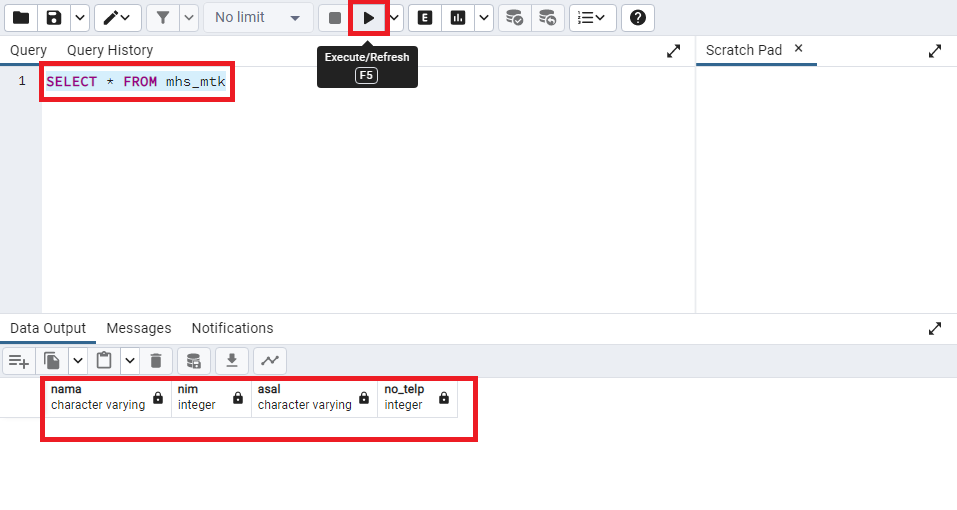 No limit
E
Query
Query History
Execute/Refresh
F5
Scratch Pad
1
SELECT * FROM mhs_mtk
Data Output
Messages
Notifications
nama
character varying
nim
integer
asal
character varying
no_telp
integer